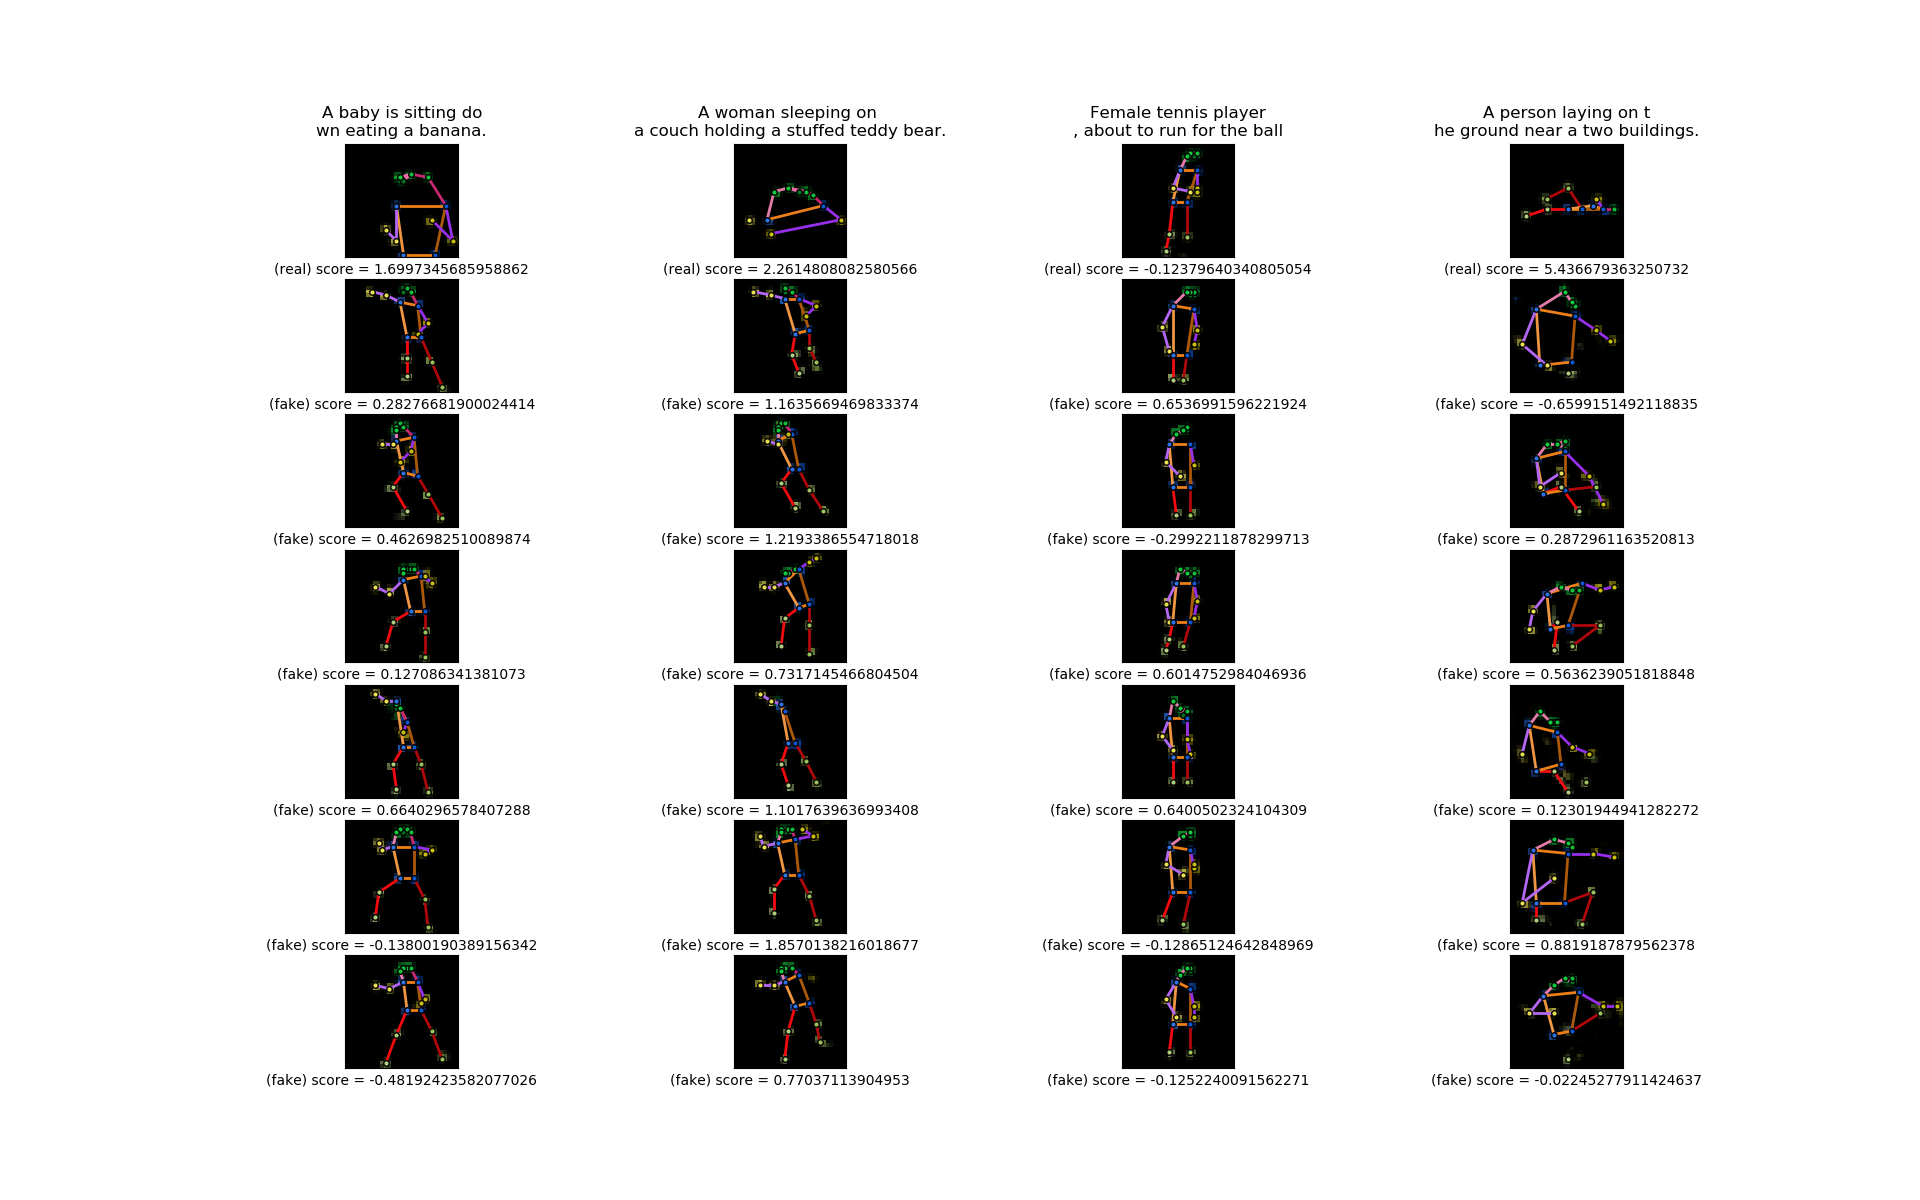 A baby is sitting do
wn eating a banana.
A woman sleeping on
a couch holding a stuffed teddy bear.
Female tennis player
, about to run for the ball
A person laying on t
he ground near a two buildings.
(real) score = 1.6997345685958862
(real) score = 2.2614808082580566
(real) score = -0.12379640340805054
(real) score = 5.436679363250732
(fake) score = 0.28276681900024414
(fake) score = 1.1635669469833374
(fake) score = 0.6536991596221924
(fake) score = -0.6599151492118835
(fake) score = 0.4626982510089874
(fake) score = 1.2193386554718018
(fake) score = -0.2992211878299713
(fake) score = 0.2872961163520813
(fake) score = 0.127086341381073
(fake) score = 0.7317145466804504
(fake) score = 0.6014752984046936
(fake) score = 0.5636239051818848
(fake) score = 0.6640296578407288
(fake) score = 1.1017639636993408
(fake) score = 0.6400502324104309
(fake) score = 0.12301944941282272
(fake) score = -0.13800190389156342
(fake) score = 1.8570138216018677
(fake) score = -0.12865124642848969
(fake) score = 0.8819187879562378
(fake) score = -0.48192423582077026
(fake) score = 0.77037113904953
(fake) score = -0.1252240091562271
(fake) score = -0.02245277911424637